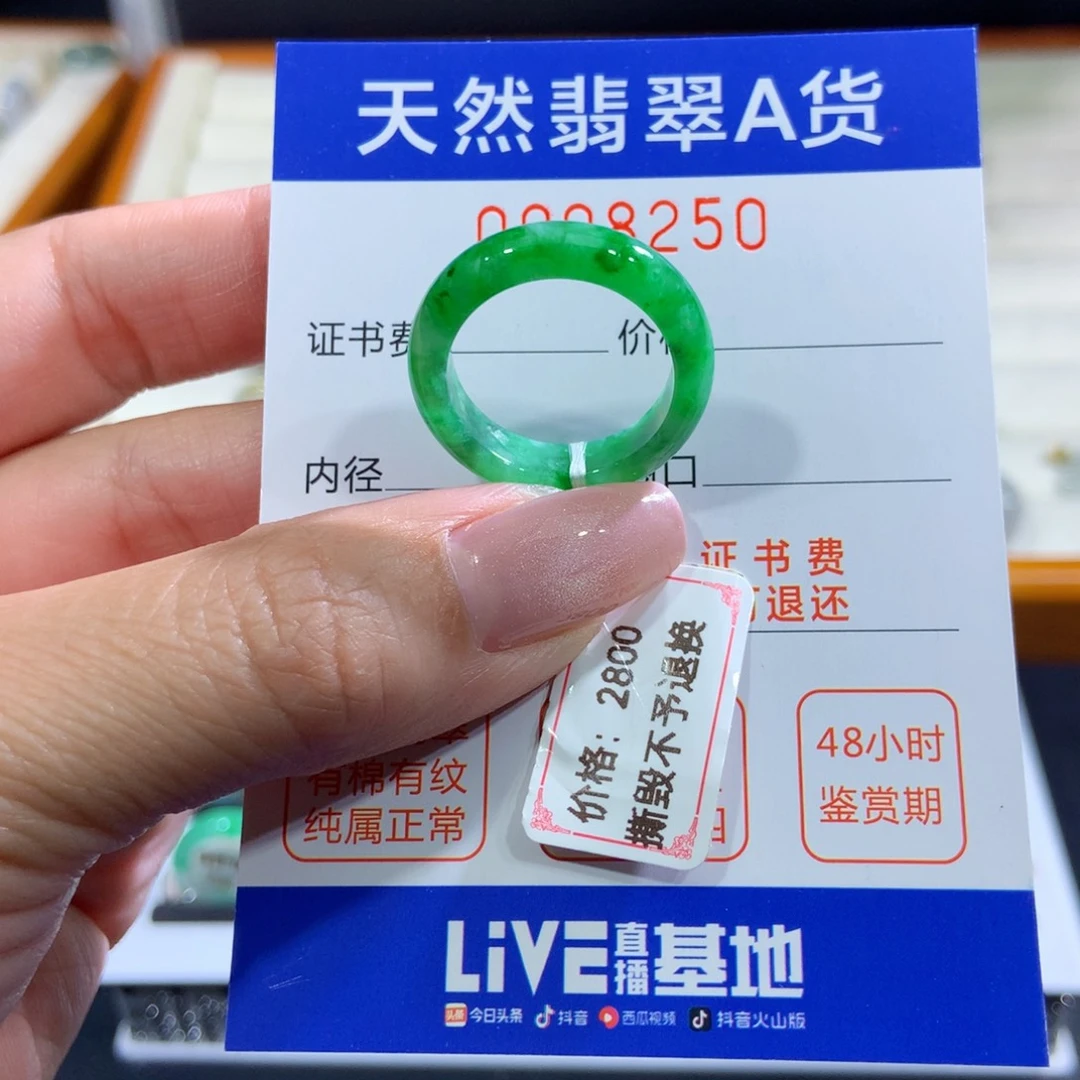 天然翡翠A货
8250
证书费
价
内径
口
证书费
退还
价格：2800
撕毁不予退换
有棉有纹
纯属正常
48小时
鉴赏期
LiVE直播基地
头条 今日头条 抖音 西瓜视频 抖音火山版